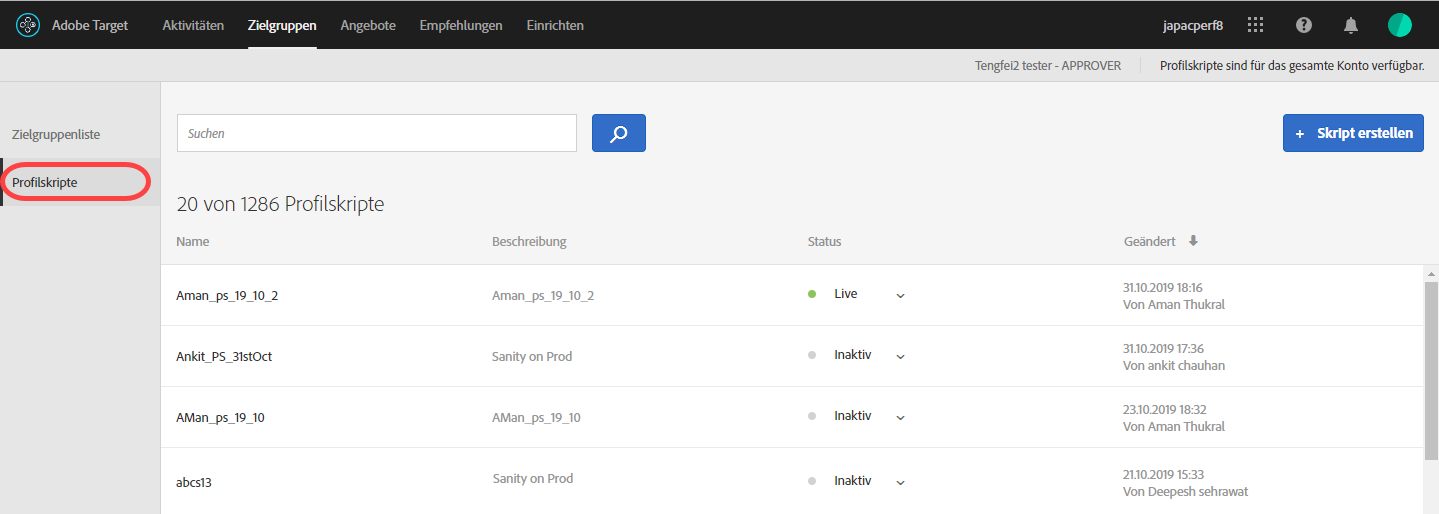 Adobe Target Aktivitäten Zielgruppen Angebote Empfehlungen Einrichten japacperf8
Tengfei2 tester - APPROVER Profilskripte sind für das gesamte Konto verfügbar.
Zielgruppenliste
Profilskripte
Suchen
+ Skript erstellen
20 von 1286 Profilskripte
Name Beschreibung Status Geändert
Aman_ps_19_10_2 Aman_ps_19_10_2 Live 31.10.2019 18:16
Von Aman Thukral
Ankit_PS_31stOct Sanity on Prod Inaktiv 31.10.2019 17:36
Von ankit chauhan
AMan_ps_19_10 AMan_ps_19_10 Inaktiv 23.10.2019 18:32
Von Aman Thukral
abcs13 Sanity on Prod Inaktiv 21.10.2019 15:33
Von Deepesh sehrawat